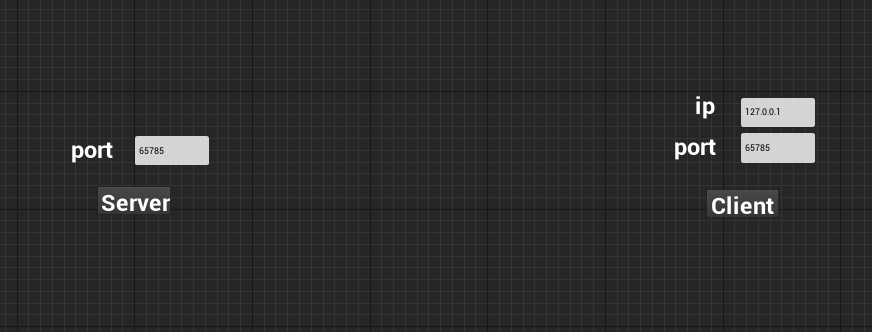 port 65785
Server
ip 127.0.0.1
port 65785
Client